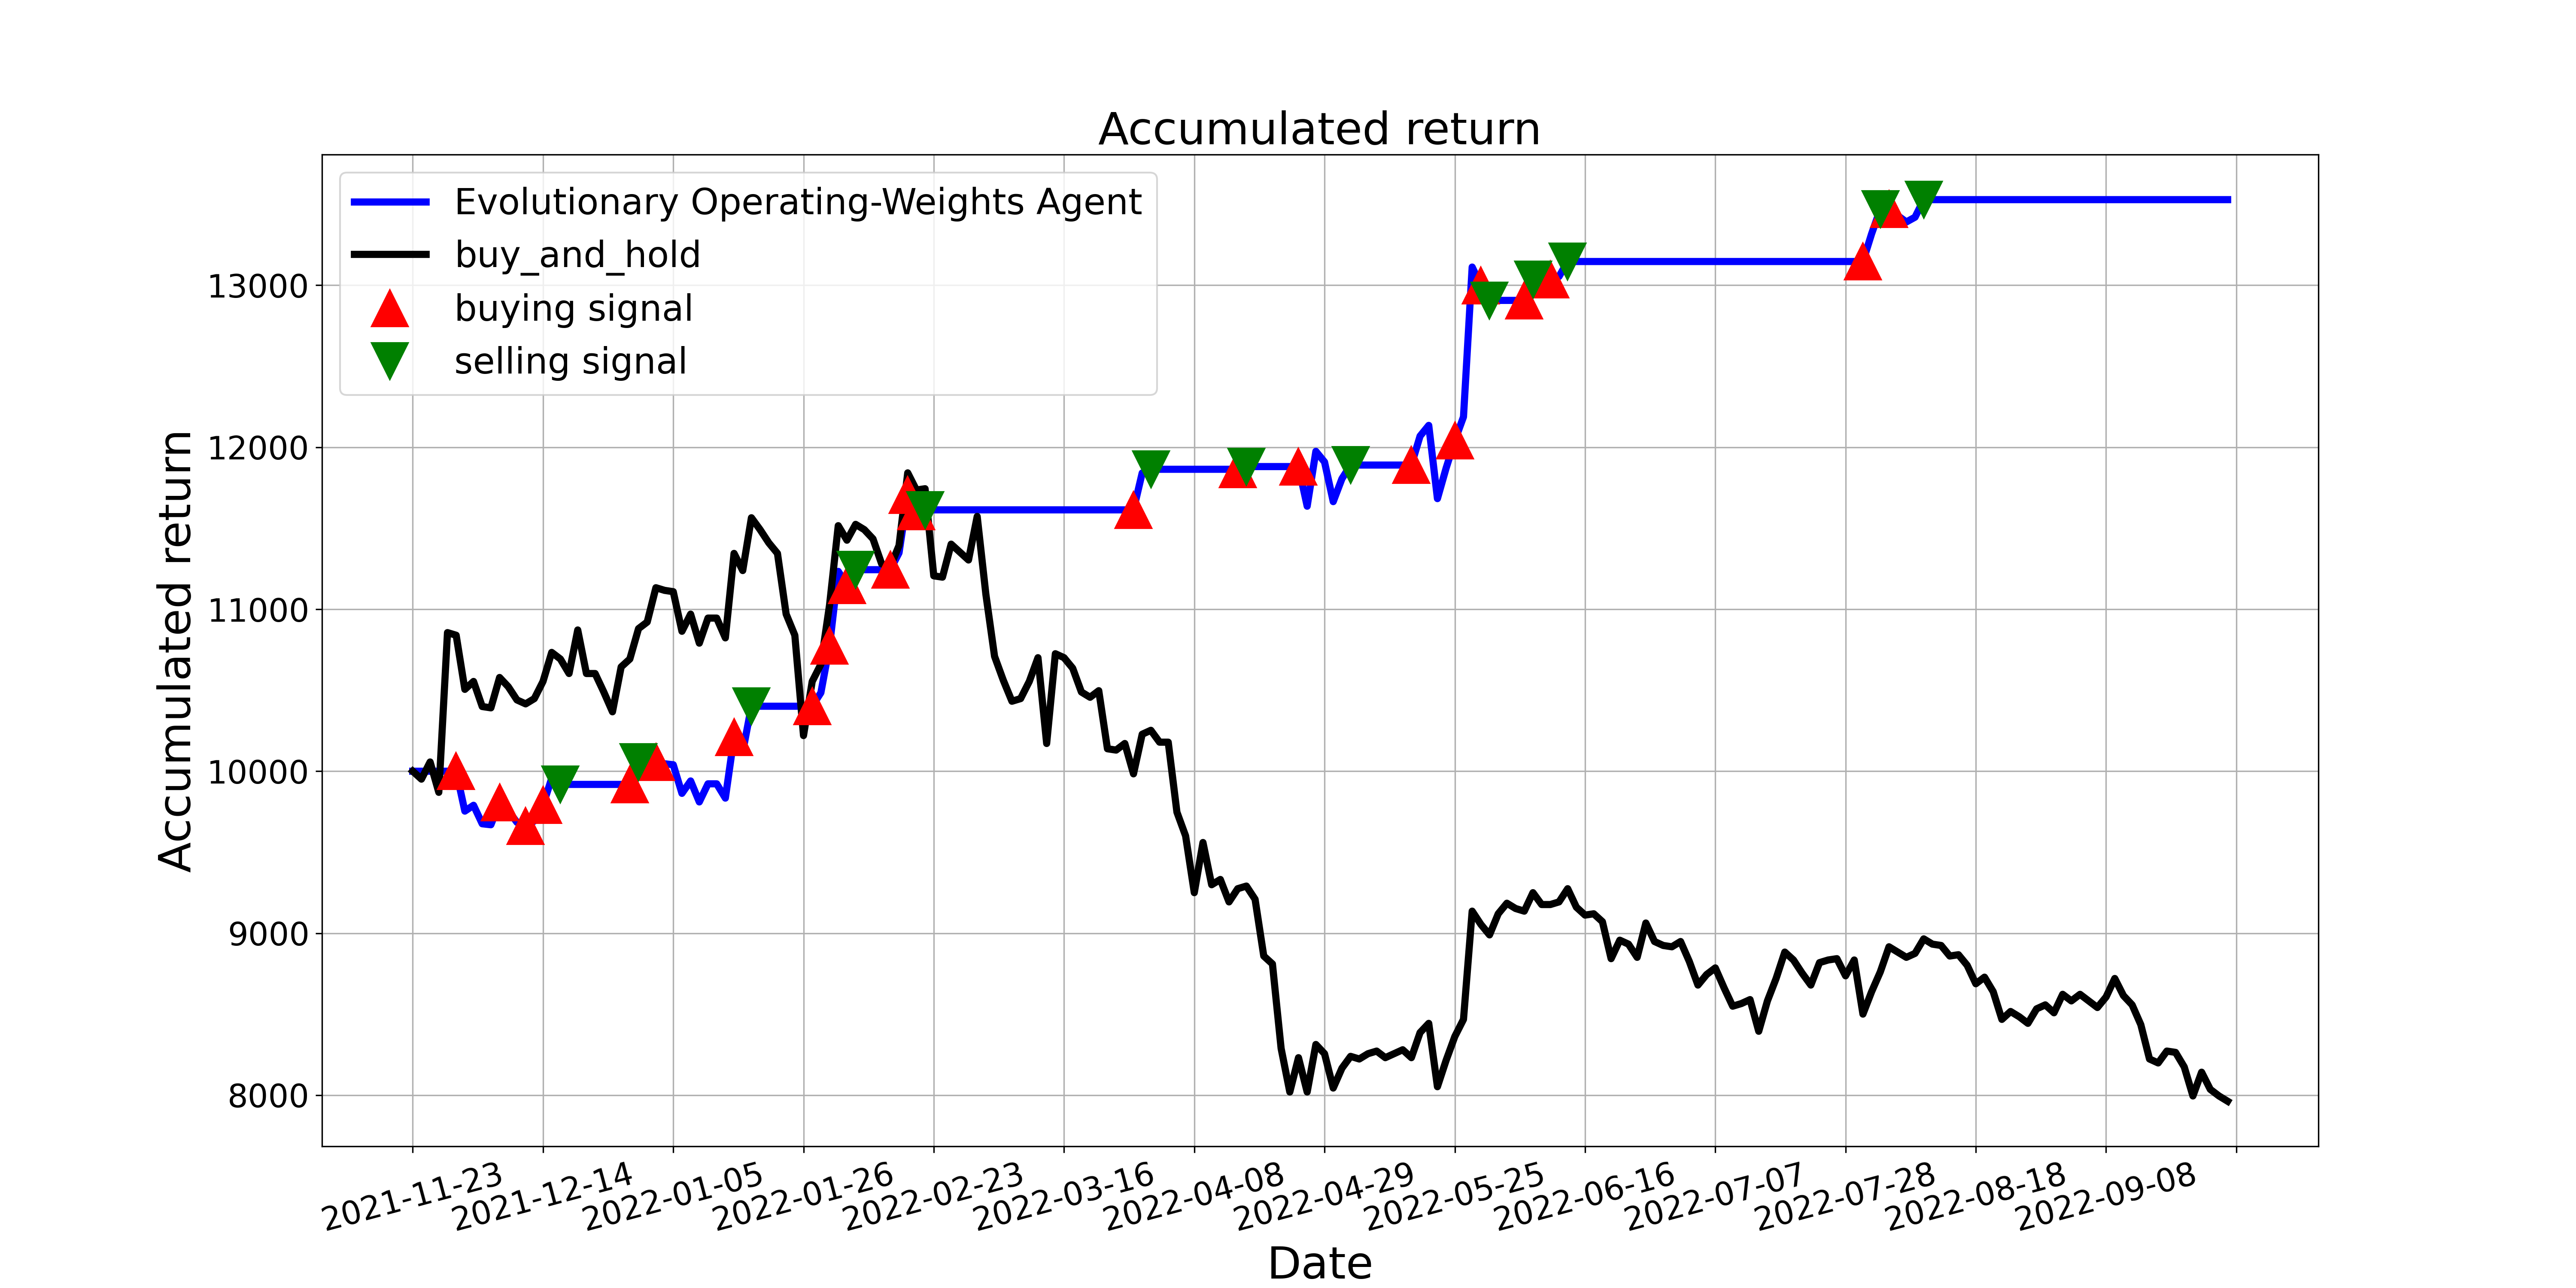 Accumulated return
Evolutionary Operating-Weights Agent
buy_and_hold
buying signal
selling signal
13000
12000
11000
10000
9000
8000
Accumulated return
2021-11-23
2021-12-14
2022-01-05
2022-01-26
2022-02-23
2022-03-16
2022-04-08
2022-04-29
2022-05-25
2022-06-16
2022-07-07
2022-07-28
2022-08-18
2022-09-08
Date